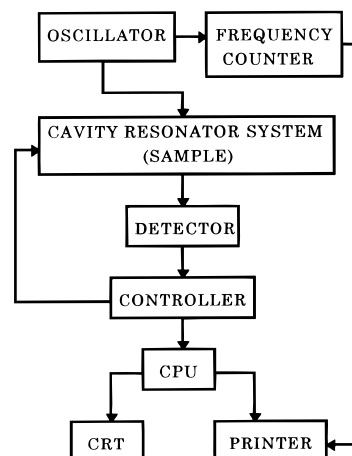 OSCILLATOR
FREQUENCY
COUNTER
CAVITY RESONATOR SYSTEM
(SAMPLE)
DETECTOR
CONTROLLER
CPU
CRT
PRINTER